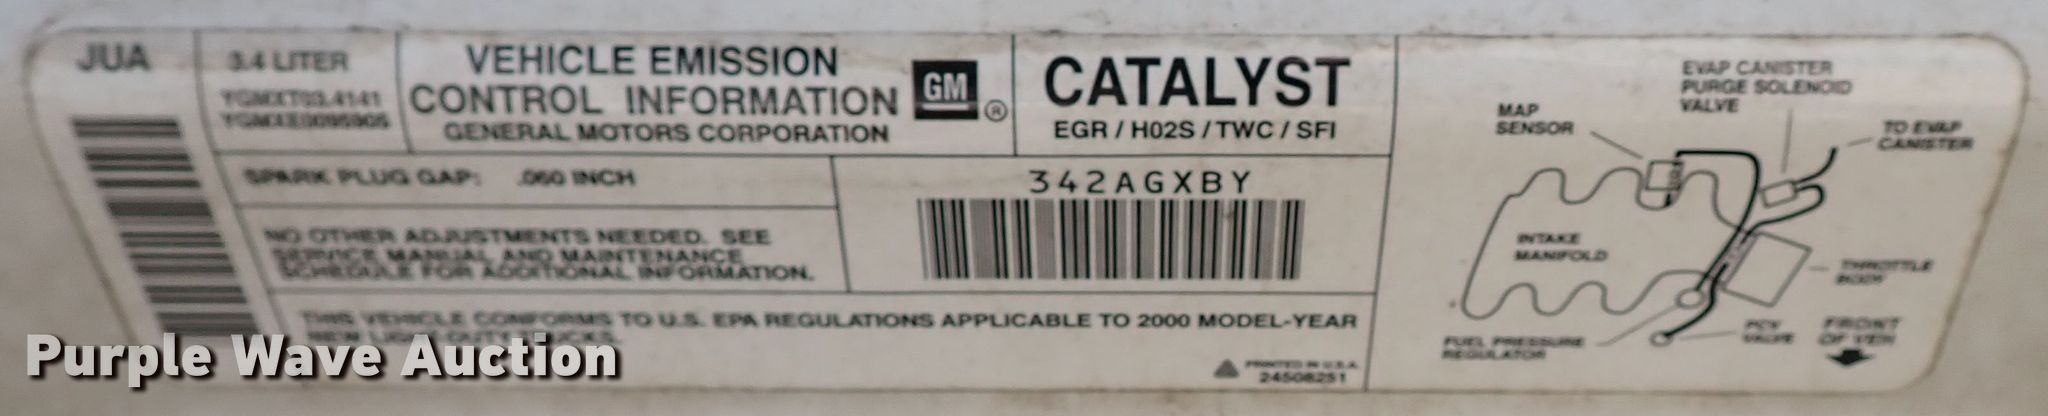 JUA
3.4 LITER
YGMXT03.4141
YGMXE0095905
VEHICLE EMISSION
CONTROL INFORMATION
GENERAL MOTORS CORPORATION
GM ®
CATALYST
EGR / H02S / TWC / SFI
SPARK PLUG GAP: .060 INCH
342AGXBY
NO OTHER ADJUSTMENTS NEEDED. SEE
SERVICE MANUAL AND MAINTENANCE
SCHEDULE FOR ADDITIONAL INFORMATION.
THIS VEHICLE CONFORMS TO U.S. EPA REGULATIONS APPLICABLE TO 2000 MODEL-YEAR
NEW LIGHT-DUTY TRUCKS.
PRINTED IN U.S.A.
24508251
EVAP CANISTER
PURGE SOLENOID
VALVE
MAP
SENSOR
TO EVAP
CANISTER
INTAKE
MANIFOLD
THROTTLE
BODY
FUEL PRESSURE
REGULATOR
PCV
VALVE
FRONT
OF VEH
Purple Wave Auction